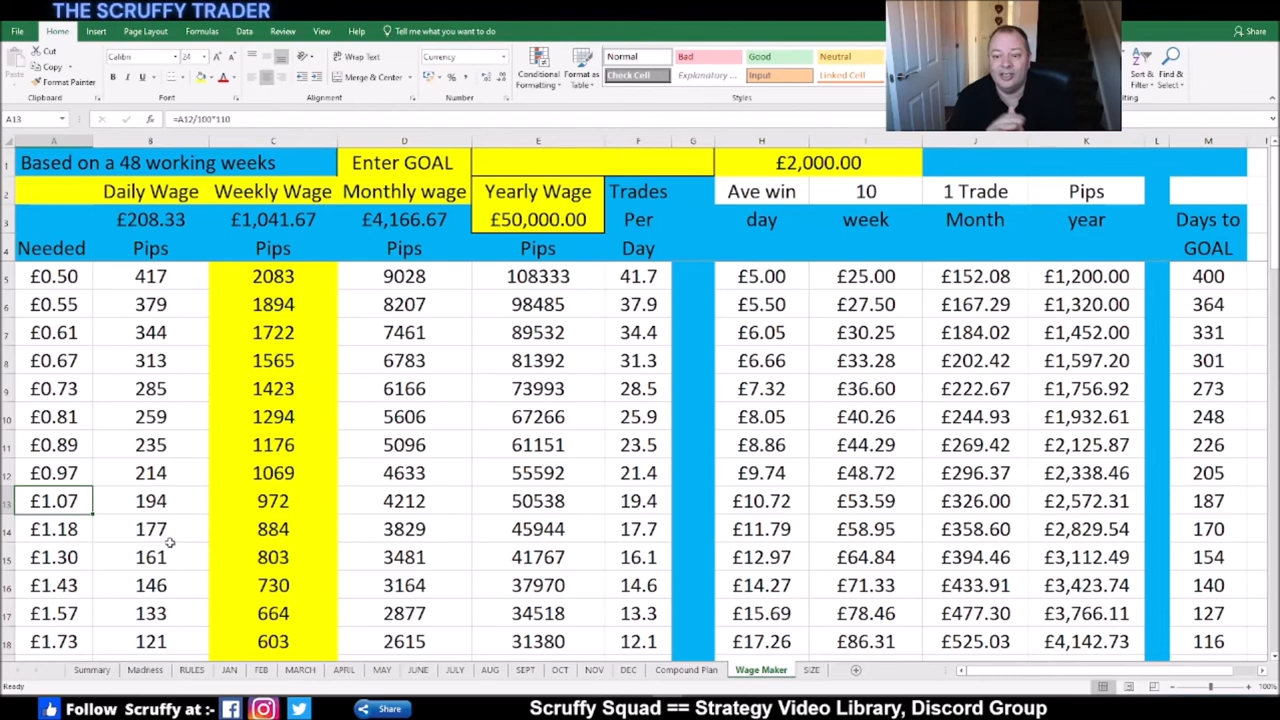 THE SCRUFFY TRADER
File Home Insert Page Layout Formulas Data Review View Help Tell me what you want to do Share
Cut
Copy
Format Painter
Paste
Clipboard
Calibri 24
B I U
Font
Wrap Text
Merge & Center
Alignment
Currency
Number
Conditional Formatting
Format as Table
Normal Bad Good Neutral
Check Cell Explanatory ... Input Linked Cell
Styles
Sort & Filter
Find & Select
A13 =A12/100*110
A B C D E F G H I J K L M
1 Based on a 48 working weeks Enter GOAL £2,000.00
2 Daily Wage Weekly Wage Monthly wage Yearly Wage Trades Ave win 10 1 Trade Pips
3 £208.33 £1,041.67 £4,166.67 £50,000.00 Per day week Month year Days to
4 Needed Pips Pips Pips Pips Day GOAL
5 £0.50 417 2083 9028 108333 41.7 £5.00 £25.00 £152.08 £1,200.00 400
6 £0.55 379 1894 8207 98485 37.9 £5.50 £27.50 £167.29 £1,320.00 364
7 £0.61 344 1722 7461 89532 34.4 £6.05 £30.25 £184.02 £1,452.00 331
8 £0.67 313 1565 6783 81392 31.3 £6.66 £33.28 £202.42 £1,597.20 301
9 £0.73 285 1423 6166 73993 28.5 £7.32 £36.60 £222.67 £1,756.92 273
10 £0.81 259 1294 5606 67266 25.9 £8.05 £40.26 £244.93 £1,932.61 248
11 £0.89 235 1176 5096 61151 23.5 £8.86 £44.29 £269.42 £2,125.87 226
12 £0.97 214 1069 4633 55592 21.4 £9.74 £48.72 £296.37 £2,338.46 205
13 £1.07 194 972 4212 50538 19.4 £10.72 £53.59 £326.00 £2,572.31 187
14 £1.18 177 884 3829 45944 17.7 £11.79 £58.95 £358.60 £2,829.54 170
15 £1.30 161 803 3481 41767 16.1 £12.97 £64.84 £394.46 £3,112.49 154
16 £1.43 146 730 3164 37970 14.6 £14.27 £71.33 £433.91 £3,423.74 140
17 £1.57 133 664 2877 34518 13.3 £15.69 £78.46 £477.30 £3,766.11 127
18 £1.73 121 603 2615 31380 12.1 £17.26 £86.31 £525.03 £4,142.73 116
Summary Madness RULES JAN FEB MARCH APRIL MAY JUNE JULY AUG SEPT OCT NOV DEC Compound Plan Wage Maker SIZE
Ready 100%
Follow Scruffy at :- Share Scruffy Squad == Strategy Video Library, Discord Group